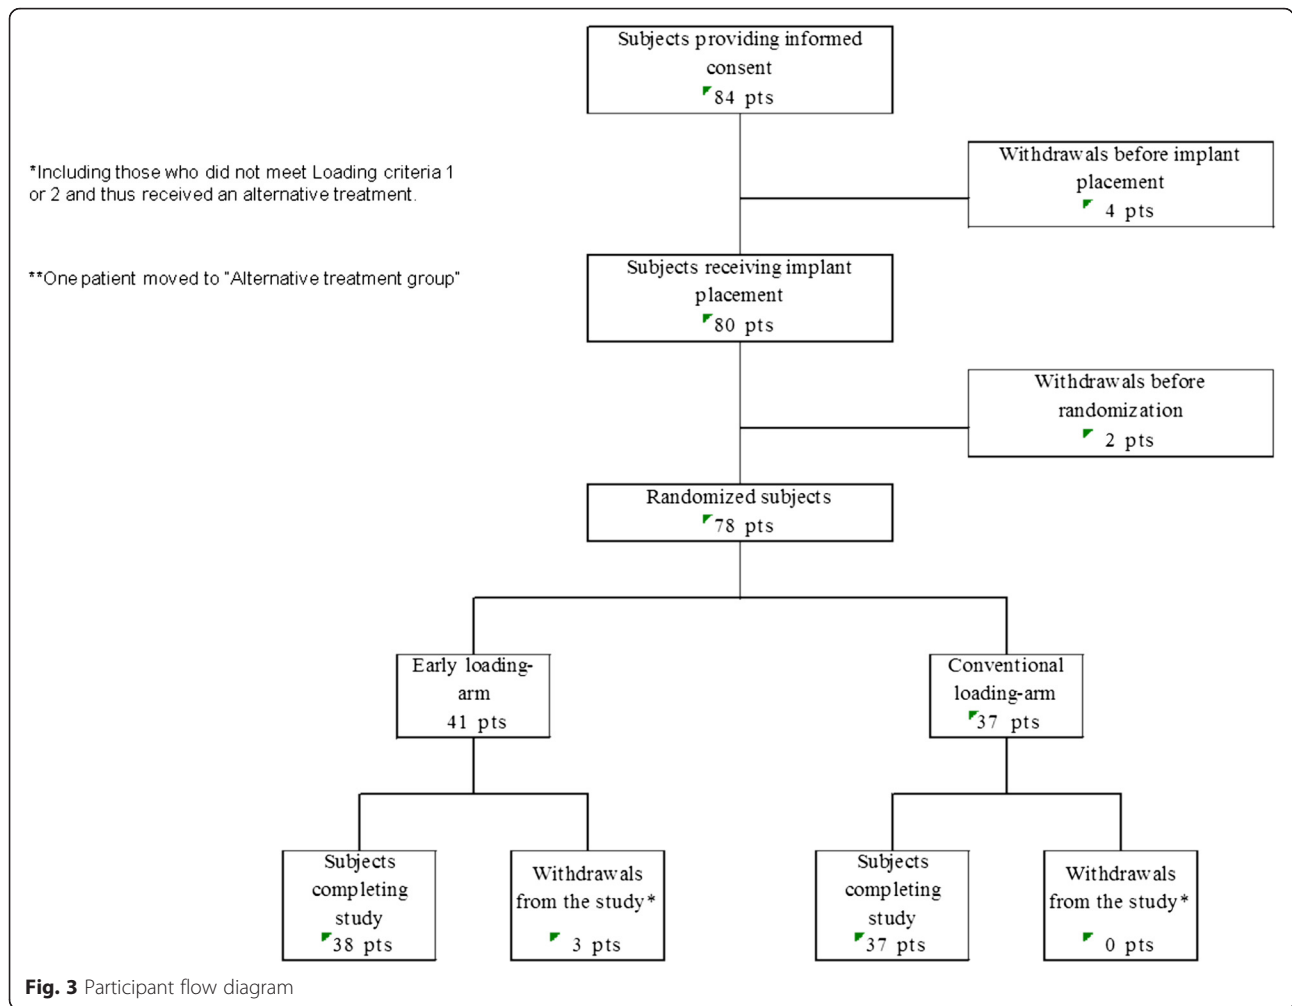 Subjects providing informed
consent
84 pts
*Including those who did not meet Loading criteria 1
or 2 and thus received an alternative treatment.
Withdrawals before implant
placement
4 pts
**One patient moved to "Alternative treatment group"
Subjects receiving implant
placement
80 pts
Withdrawals before
randomization
2 pts
Randomized subjects
78 pts
Early loading-
arm
41 pts
Conventional
loading-arm
37 pts
Subjects
completing
study
38 pts
Withdrawals
from the study*
3 pts
Subjects
completing
study
37 pts
Withdrawals
from the study*
0 pts
Fig. 3 Participant flow diagram